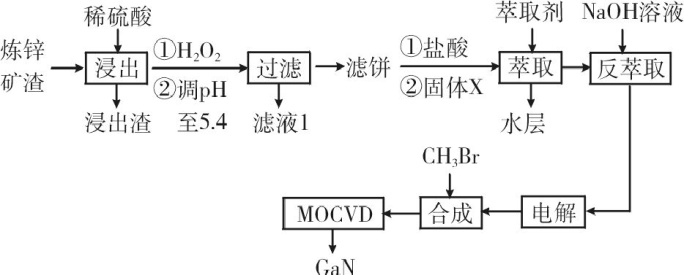 稀硫酸
萃取剂
NaOH溶液
炼锌
矿渣
浸出
①H₂O₂
②调pH
至5.4
过滤
滤饼
①盐酸
②固体X
萃取
反萃取
浸出渣
滤液1
水层
CH₃Br
MOCVD
合成
电解
GaN